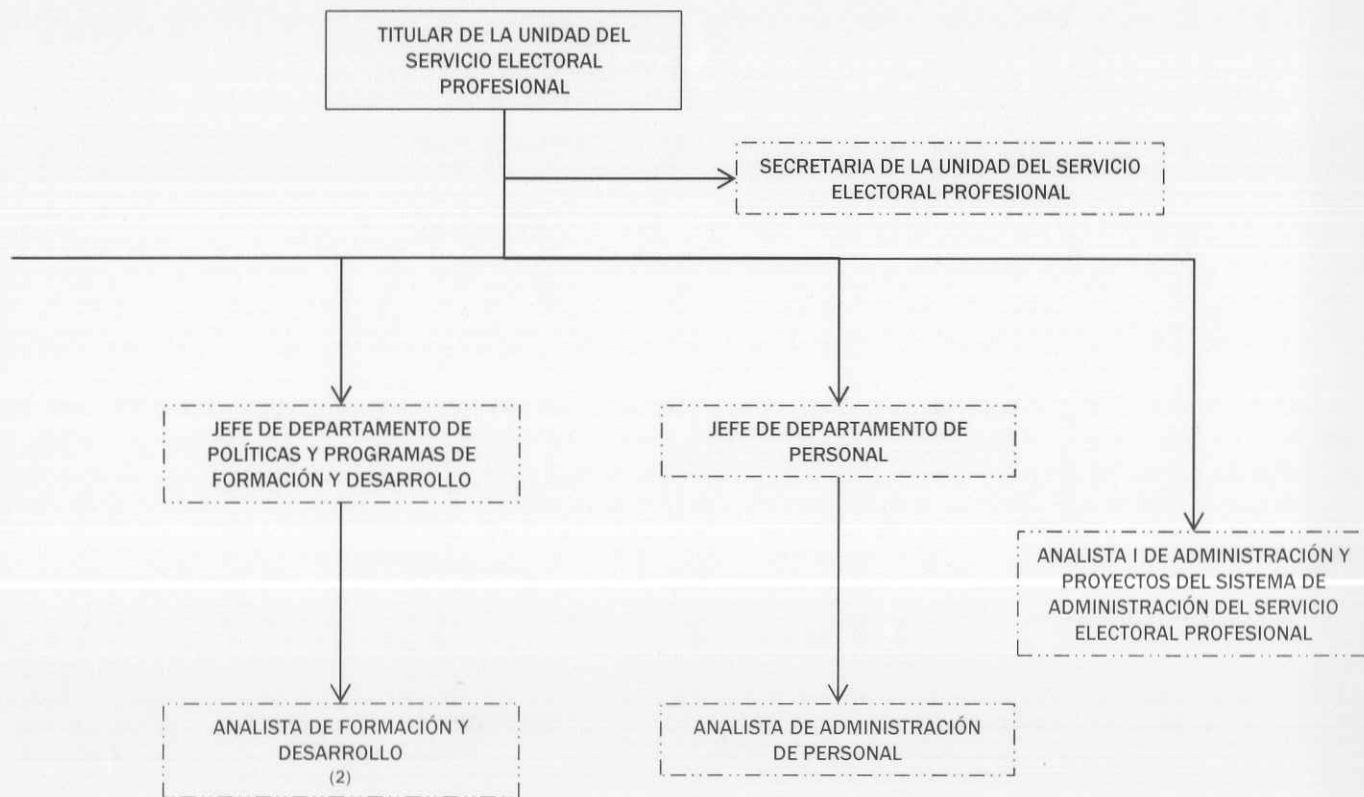 TITULAR DE LA UNIDAD DEL
SERVICIO ELECTORAL
PROFESIONAL
SECRETARIA DE LA UNIDAD DEL SERVICIO
ELECTORAL PROFESIONAL
JEFE DE DEPARTAMENTO DE
POLÍTICAS Y PROGRAMAS DE
FORMACIÓN Y DESARROLLO
JEFE DE DEPARTAMENTO DE
PERSONAL
ANALISTA I DE ADMINISTRACIÓN Y
PROYECTOS DEL SISTEMA DE
ADMINISTRACIÓN DEL SERVICIO
ELECTORAL PROFESIONAL
ANALISTA DE FORMACIÓN Y
DESARROLLO
(2)
ANALISTA DE ADMINISTRACIÓN
DE PERSONAL